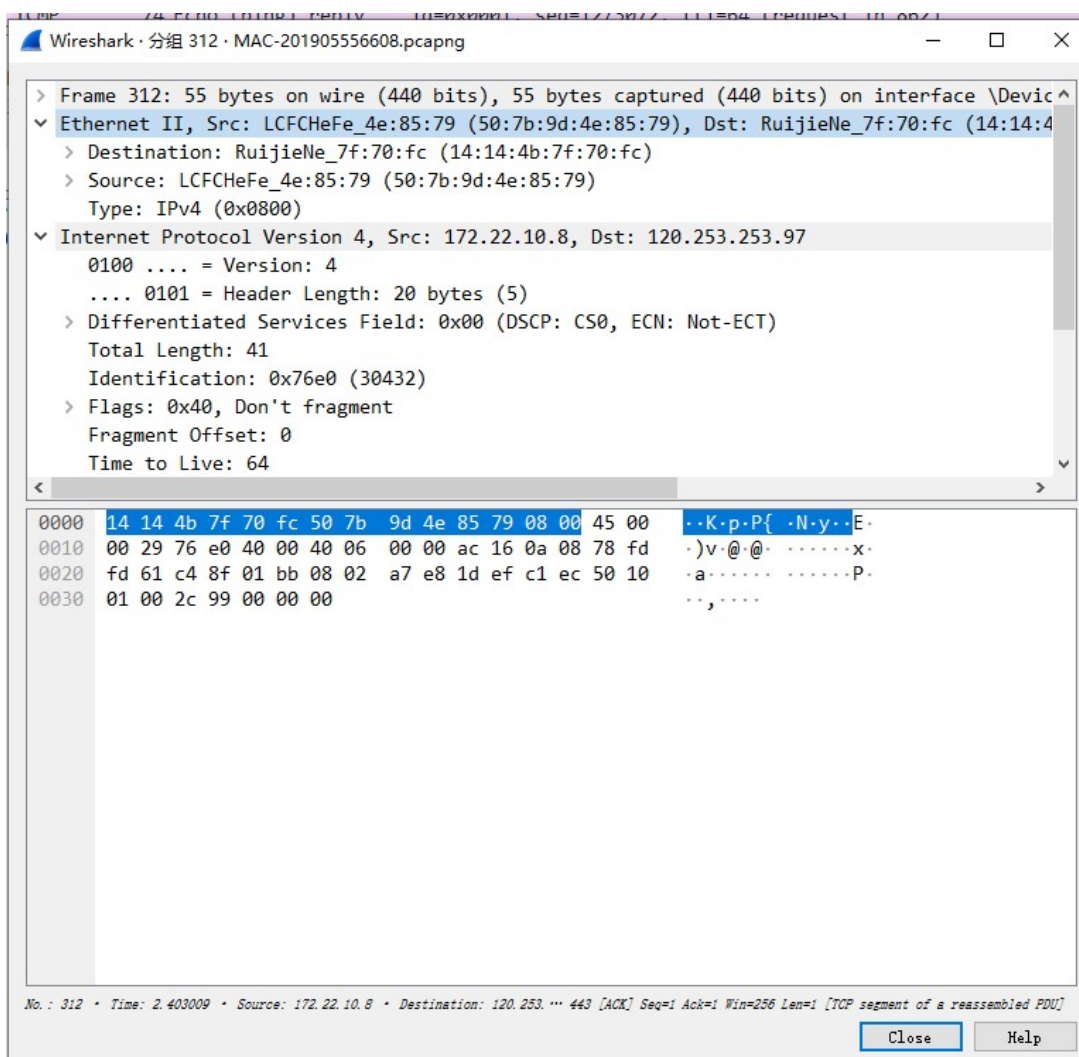 Wireshark · 分组 312 · MAC-201905556608.pcapng
Frame 312: 55 bytes on wire (440 bits), 55 bytes captured (440 bits) on interface \Devic
Ethernet II, Src: LCFCHeFe_4e:85:79 (50:7b:9d:4e:85:79), Dst: RuijieNe_7f:70:fc (14:14:4
Destination: RuijieNe_7f:70:fc (14:14:4b:7f:70:fc)
Source: LCFCHeFe_4e:85:79 (50:7b:9d:4e:85:79)
Type: IPv4 (0x0800)
Internet Protocol Version 4, Src: 172.22.10.8, Dst: 120.253.253.97
0100 .... = Version: 4
.... 0101 = Header Length: 20 bytes (5)
Differentiated Services Field: 0x00 (DSCP: CS0, ECN: Not-ECT)
Total Length: 41
Identification: 0x76e0 (30432)
Flags: 0x40, Don't fragment
Fragment Offset: 0
Time to Live: 64
0000 14 14 4b 7f 70 fc 50 7b 9d 4e 85 79 08 00 45 00 ··K·p·P{ ·N·y··E·
0010 00 29 76 e0 40 00 40 06 00 00 ac 16 0a 08 78 fd ·)v·@·@· ······x·
0020 fd 61 c4 8f 01 bb 08 02 a7 e8 1d ef c1 ec 50 10 ·a······ ······P·
0030 01 00 2c 99 00 00 00 ··,····
No.: 312 · Time: 2.403009 · Source: 172.22.10.8 · Destination: 120.253.… 443 [ACK] Seq=1 Ack=1 Win=256 Len=1 [TCP segment of a reassembled PDU]
Close Help